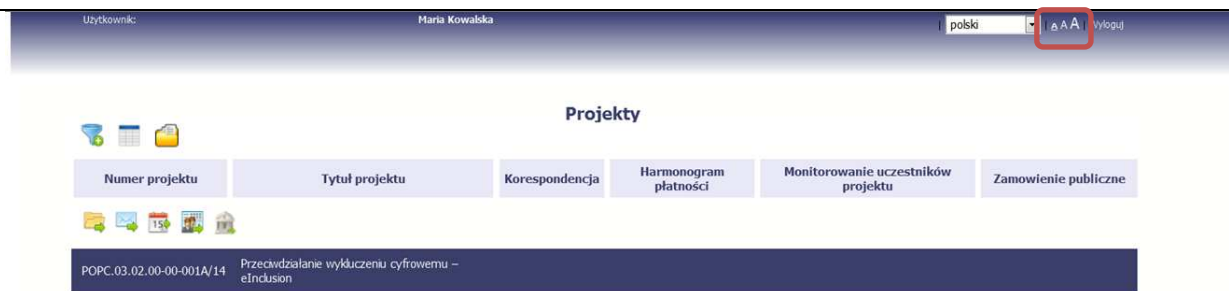 Użytkownik: Maria Kowalska | polski | A A A | Wyloguj
Projekty
Numer projektu Tytuł projektu Korespondencja Harmonogram płatności Monitorowanie uczestników projektu Zamowienie publiczne
15
POPC.03.02.00-00-001A/14 Przeciwdziałanie wykluczeniu cyfrowemu –
eInclusion